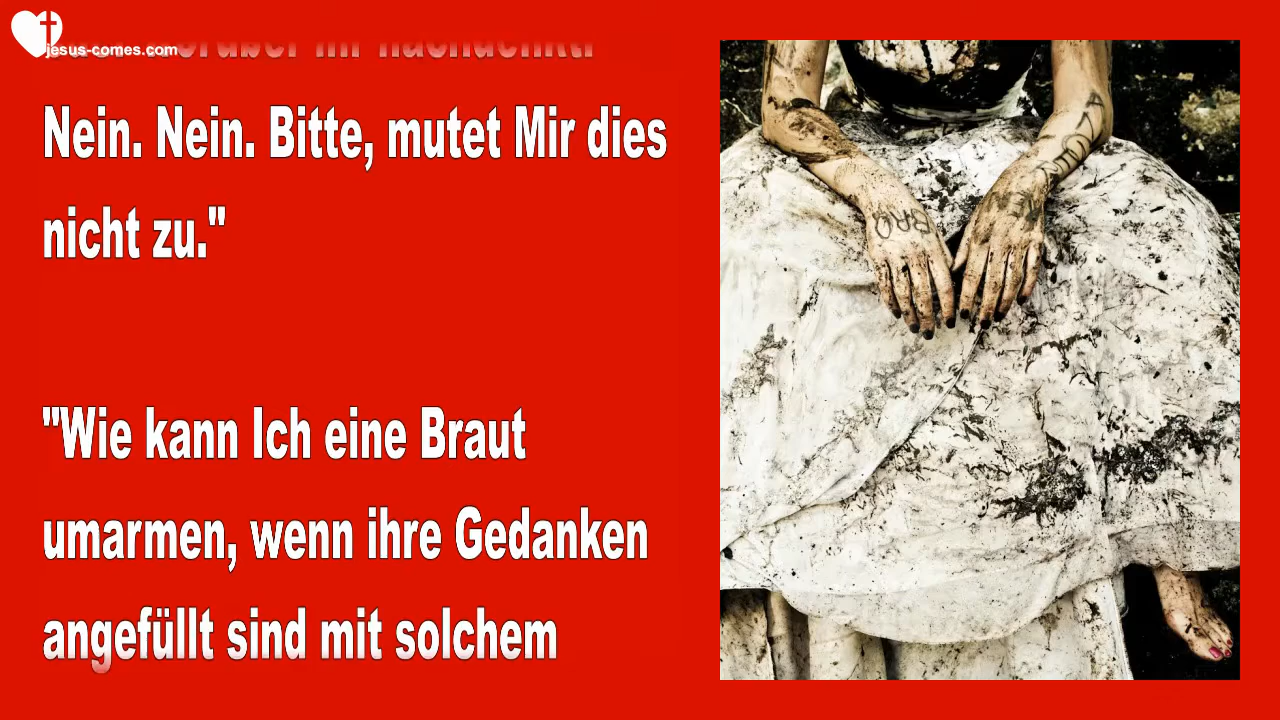 jesus-comes.com
Nein. Nein. Bitte, mutet Mir dies
nicht zu."
"Wie kann Ich eine Braut
umarmen, wenn ihre Gedanken
angefüllt sind mit solchem